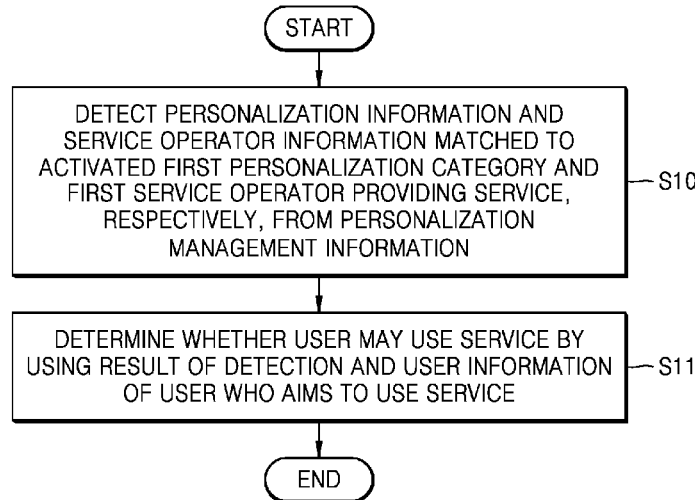 START
DETECT PERSONALIZATION INFORMATION AND
SERVICE OPERATOR INFORMATION MATCHED TO
ACTIVATED FIRST PERSONALIZATION CATEGORY AND
FIRST SERVICE OPERATOR PROVIDING SERVICE,
RESPECTIVELY, FROM PERSONALIZATION
MANAGEMENT INFORMATION
S10
DETERMINE WHETHER USER MAY USE SERVICE BY
USING RESULT OF DETECTION AND USER INFORMATION
OF USER WHO AIMS TO USE SERVICE
S11
END